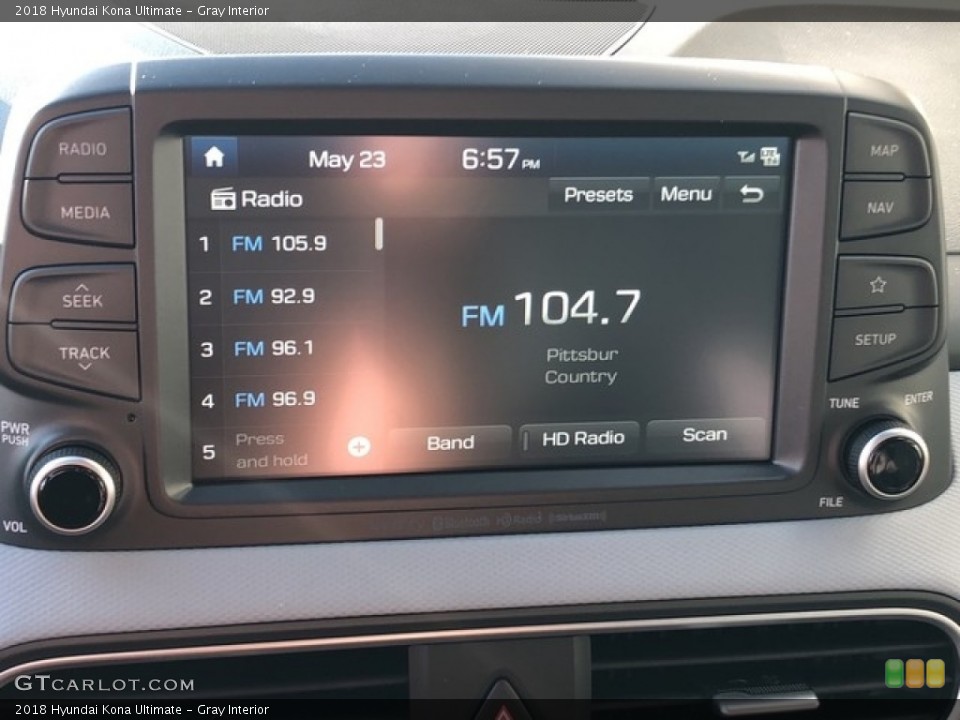 2018 Hyundai Kona Ultimate - Gray Interior
RADIO
MEDIA
SEEK
TRACK
PWR
PUSH
VOL
May 23 6:57 PM
Radio Presets Menu
1 FM 105.9
2 FM 92.9
3 FM 96.1
4 FM 96.9
5 Press and hold
FM 104.7
Pittsbur
Country
Band HD Radio Scan
MAP
NAV
SETUP
TUNE
ENTER
FILE
Bluetooth HD Radio
GTCARLOT.COM
2018 Hyundai Kona Ultimate - Gray Interior